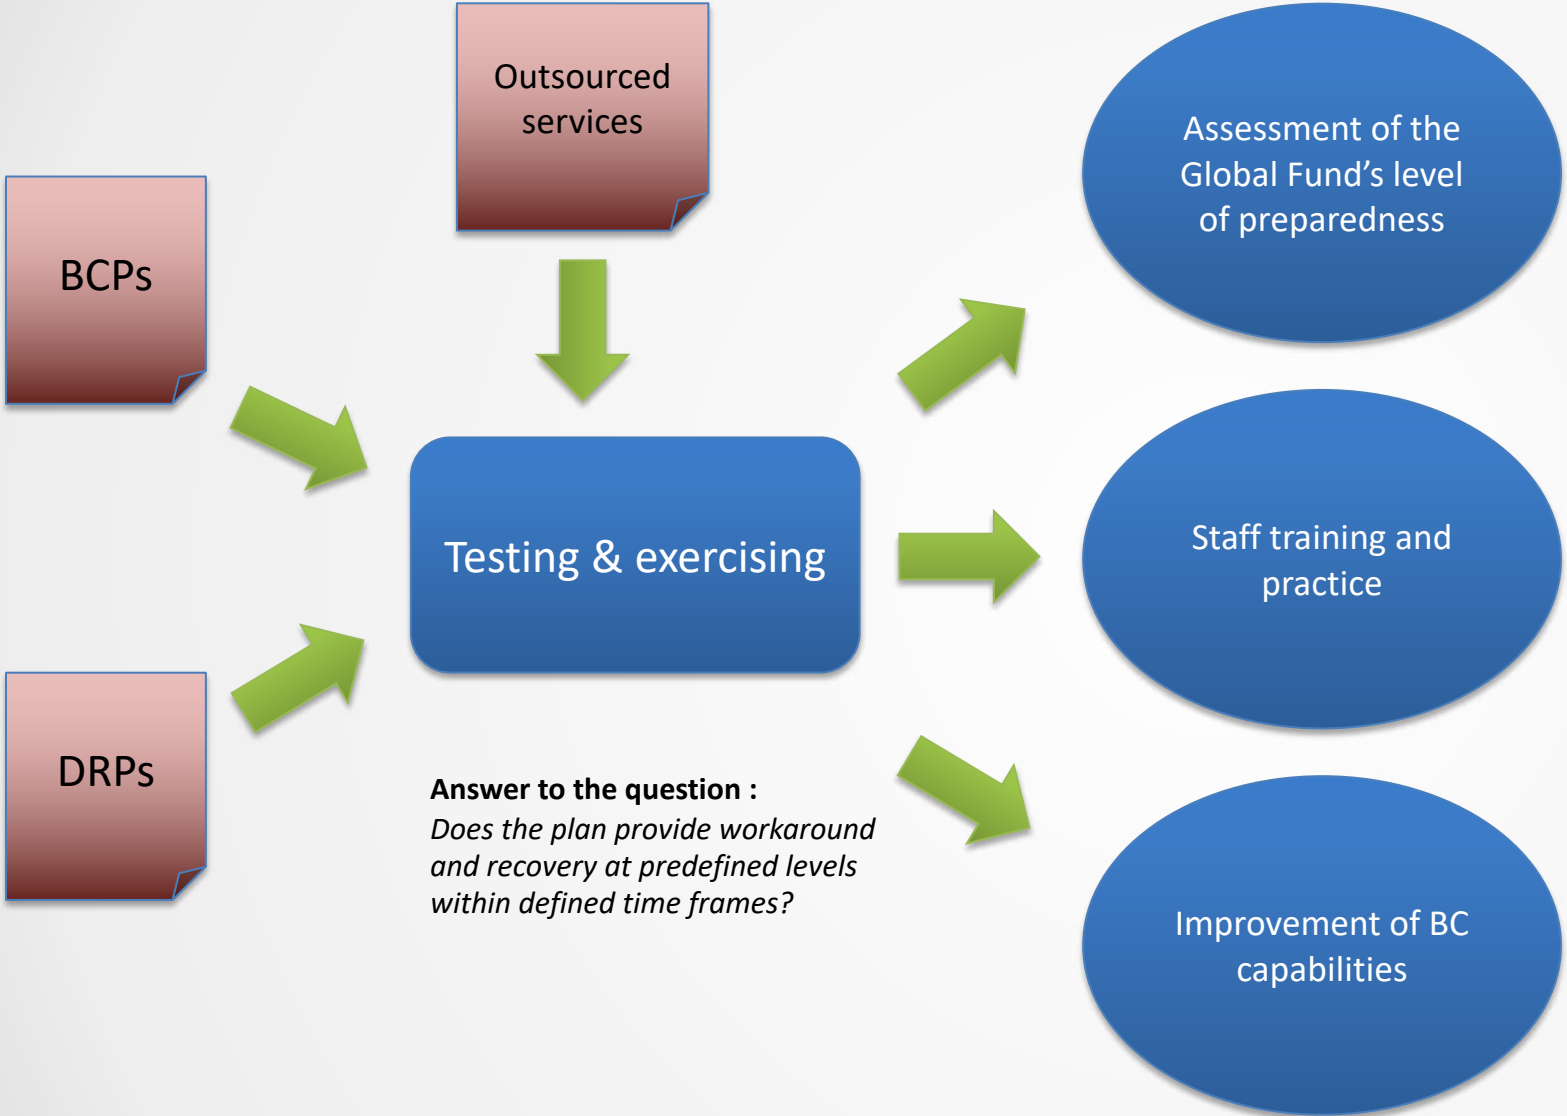 Outsourced
services
BCPs
DRPs
Testing & exercising
Answer to the question :
Does the plan provide workaround
and recovery at predefined levels
within defined time frames?
Assessment of the
Global Fund’s level
of preparedness
Staff training and
practice
Improvement of BC
capabilities